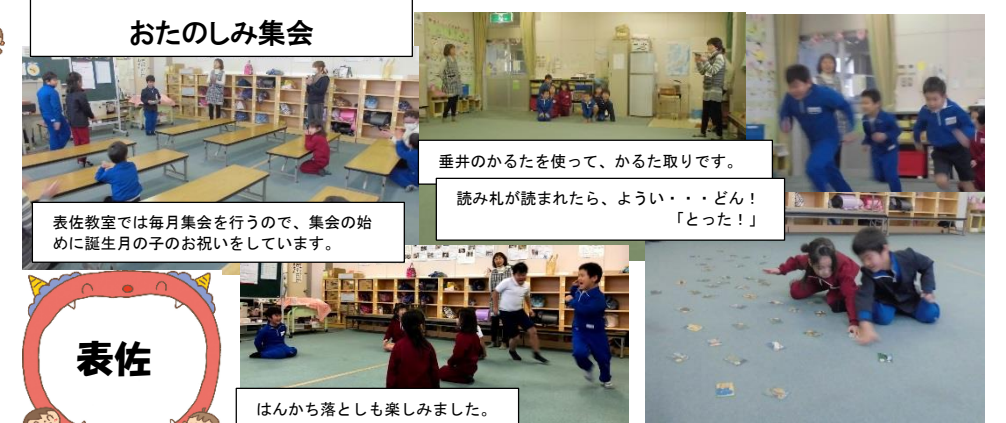 おたのしみ集会
表佐教室では毎月集会を行うので、集会の始
めに誕生月の子のお祝いをしています。
垂井のかるたを使って、かるた取りです。
読み札が読まれたら、ようい・・・どん！
「とった！」
表佐
はんかち落としも楽しみました。